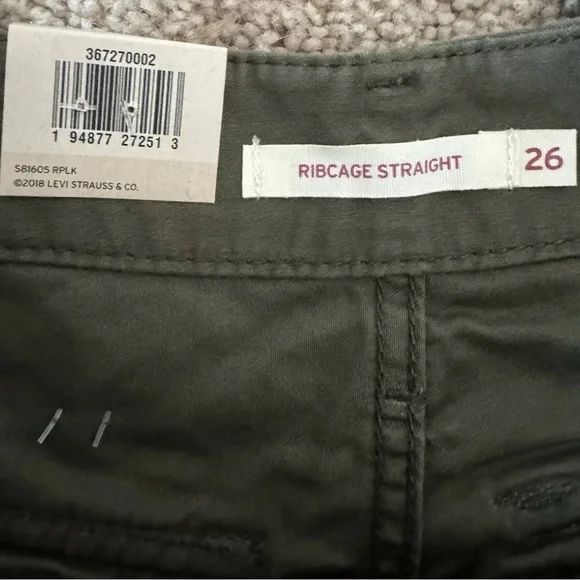 367270002
1 94877 27251 3
S81605 RPLK
©2018 LEVI STRAUSS & CO.
RIBCAGE STRAIGHT
26